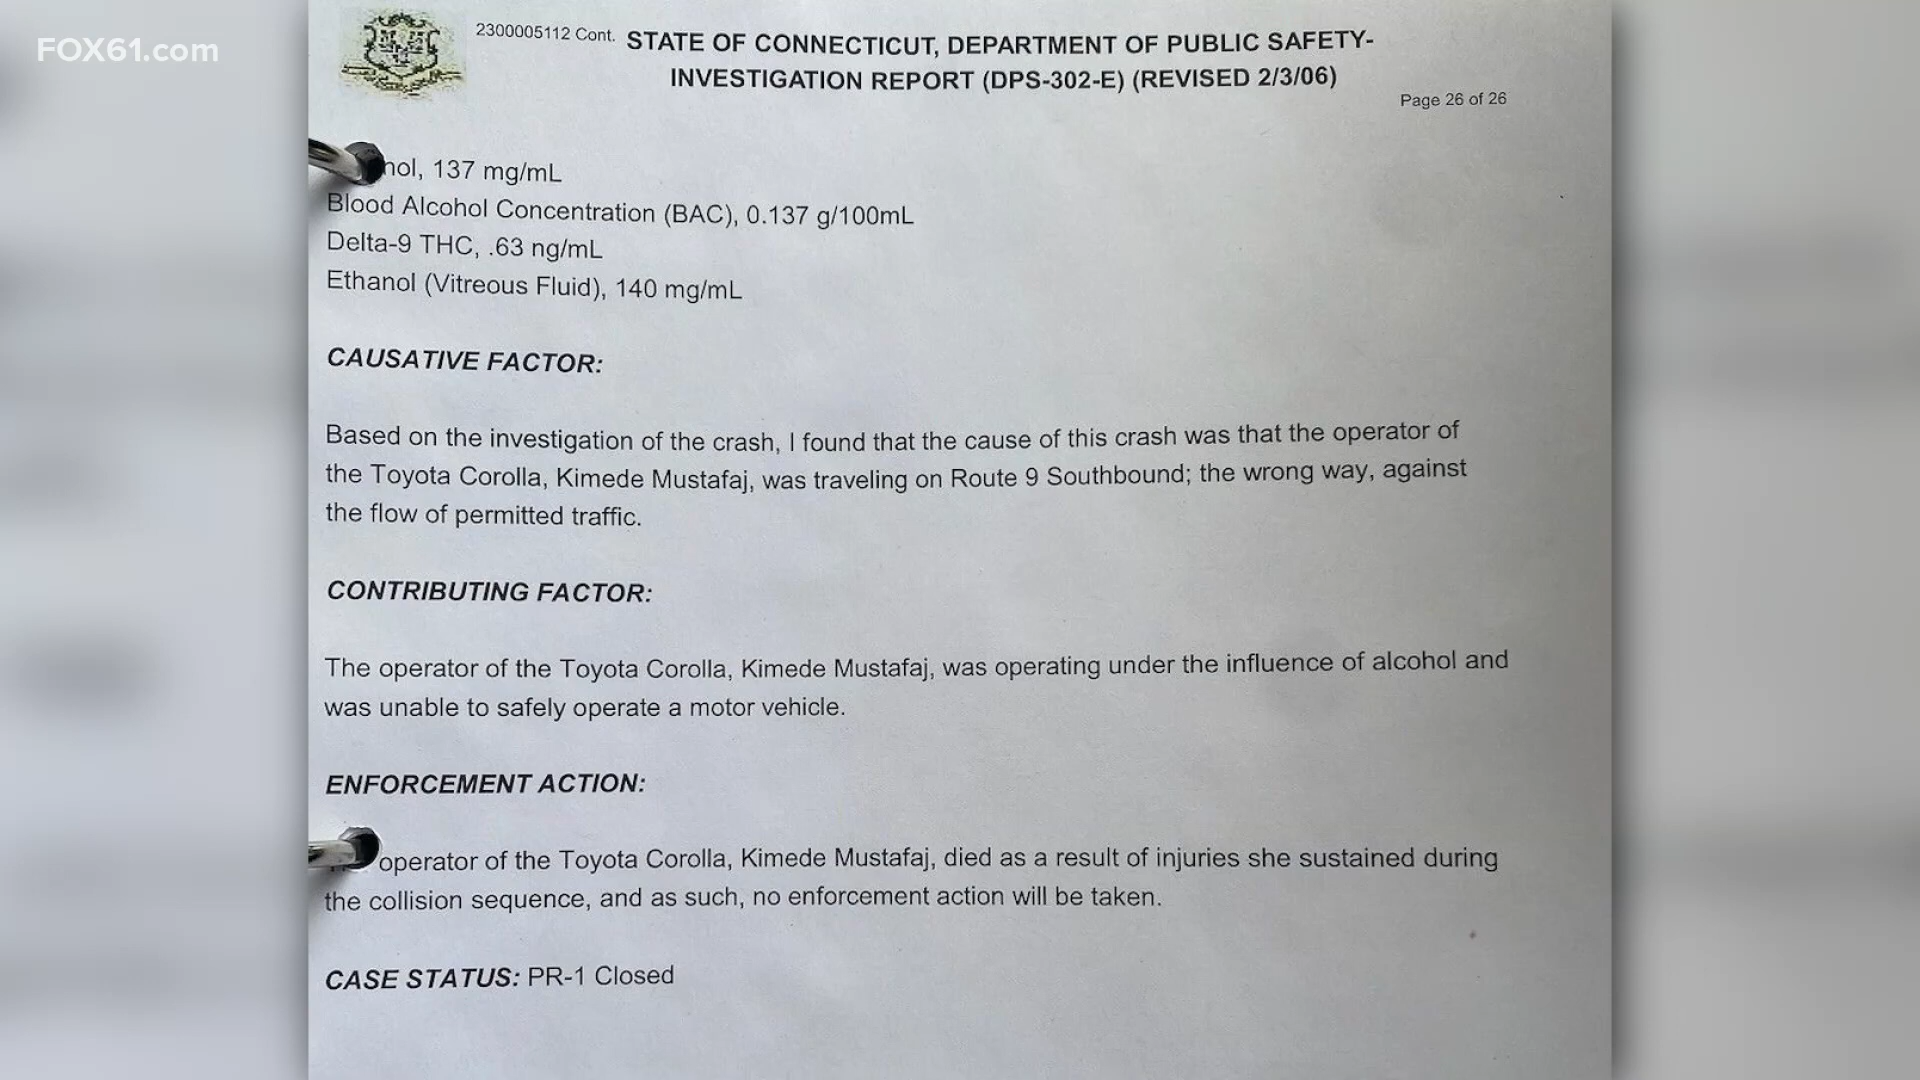 FOX61.com
2300005112 Cont. STATE OF CONNECTICUT, DEPARTMENT OF PUBLIC SAFETY-
INVESTIGATION REPORT (DPS-302-E) (REVISED 2/3/06)
Page 26 of 26
nol, 137 mg/mL
Blood Alcohol Concentration (BAC), 0.137 g/100mL
Delta-9 THC, .63 ng/mL
Ethanol (Vitreous Fluid), 140 mg/mL
CAUSATIVE FACTOR:
Based on the investigation of the crash, I found that the cause of this crash was that the operator of
the Toyota Corolla, Kimede Mustafaj, was traveling on Route 9 Southbound; the wrong way, against
the flow of permitted traffic.
CONTRIBUTING FACTOR:
The operator of the Toyota Corolla, Kimede Mustafaj, was operating under the influence of alcohol and
was unable to safely operate a motor vehicle.
ENFORCEMENT ACTION:
operator of the Toyota Corolla, Kimede Mustafaj, died as a result of injuries she sustained during
the collision sequence, and as such, no enforcement action will be taken.
CASE STATUS: PR-1 Closed